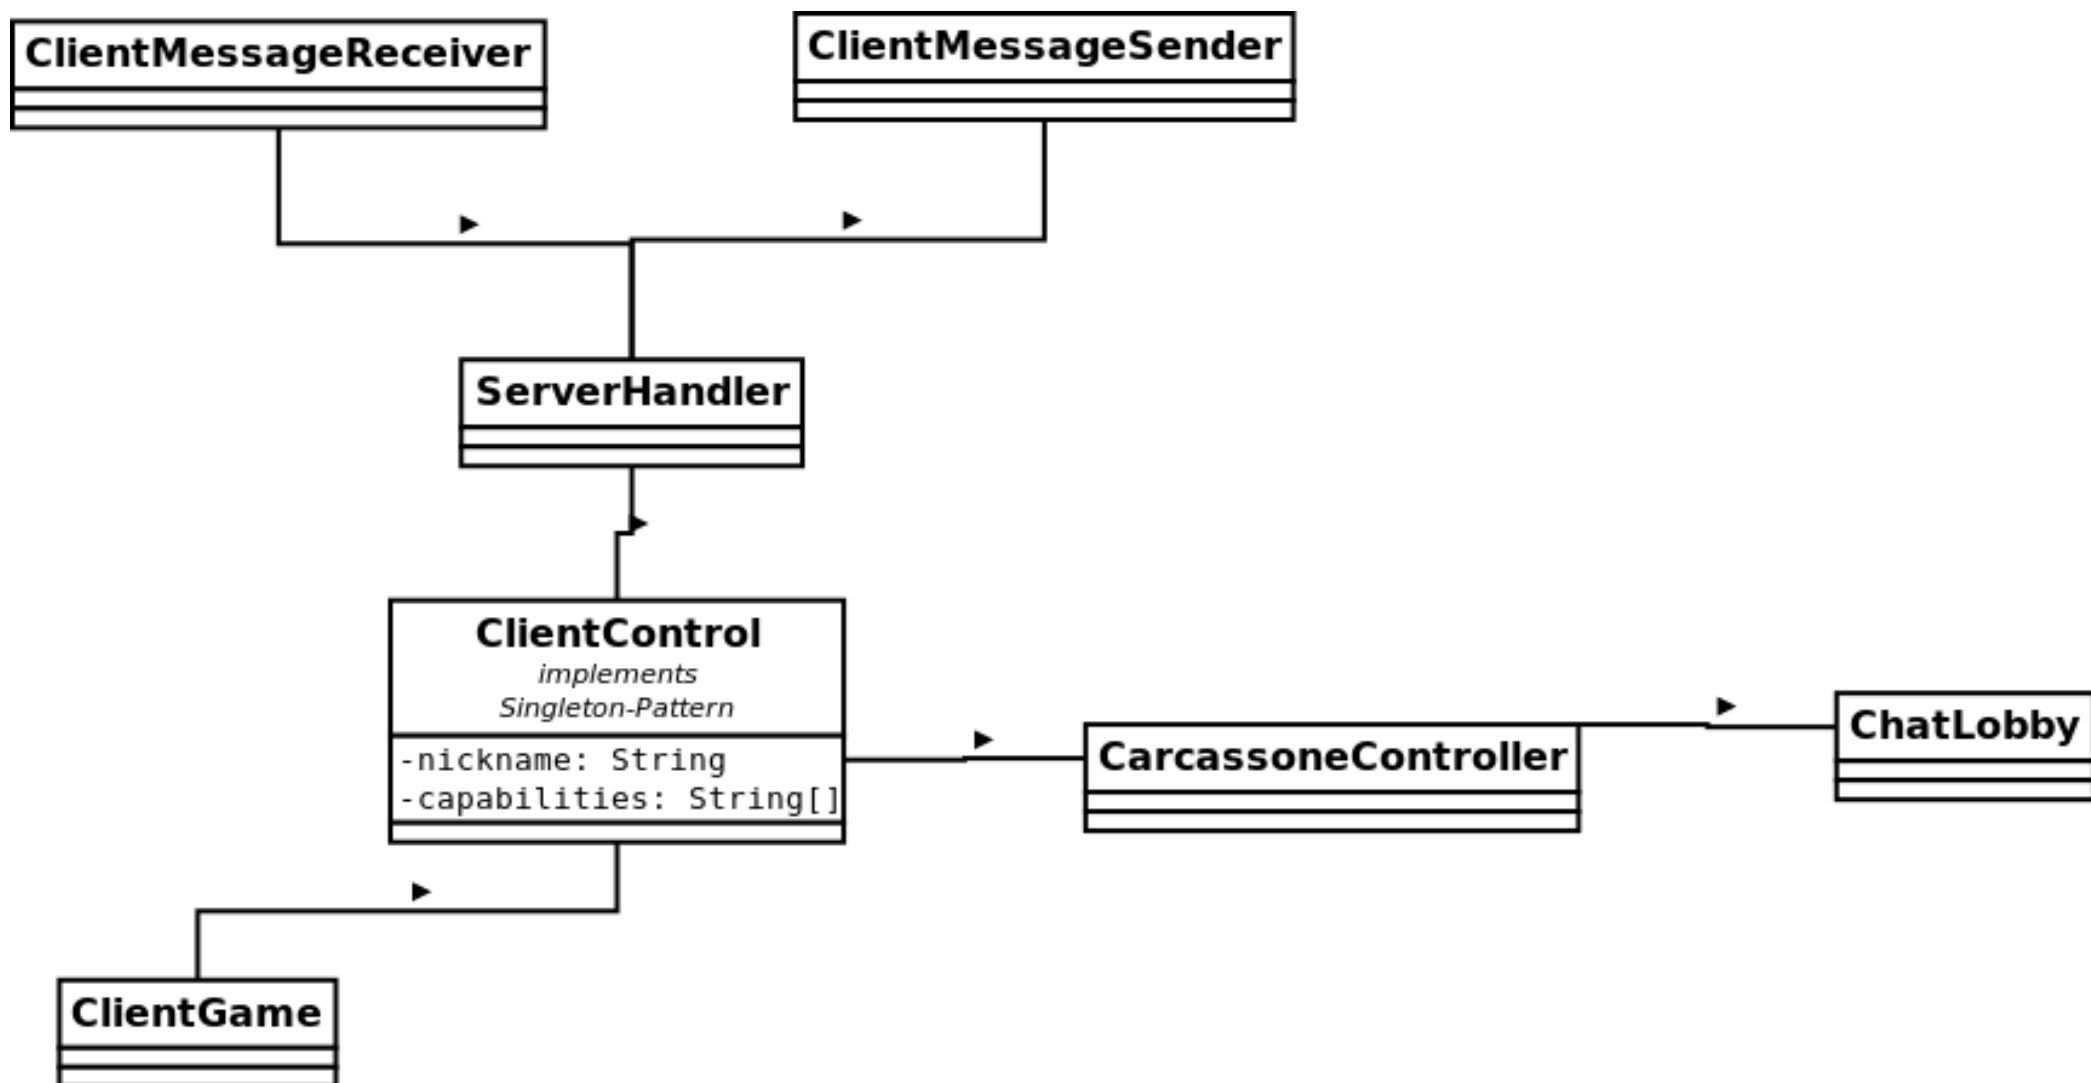 ClientMessageReceiver
ClientMessageSender
ServerHandler
ClientControl
implements
Singleton-Pattern
-nickname: String
-capabilities: String[]
CarcassoneController
ChatLobby
ClientGame